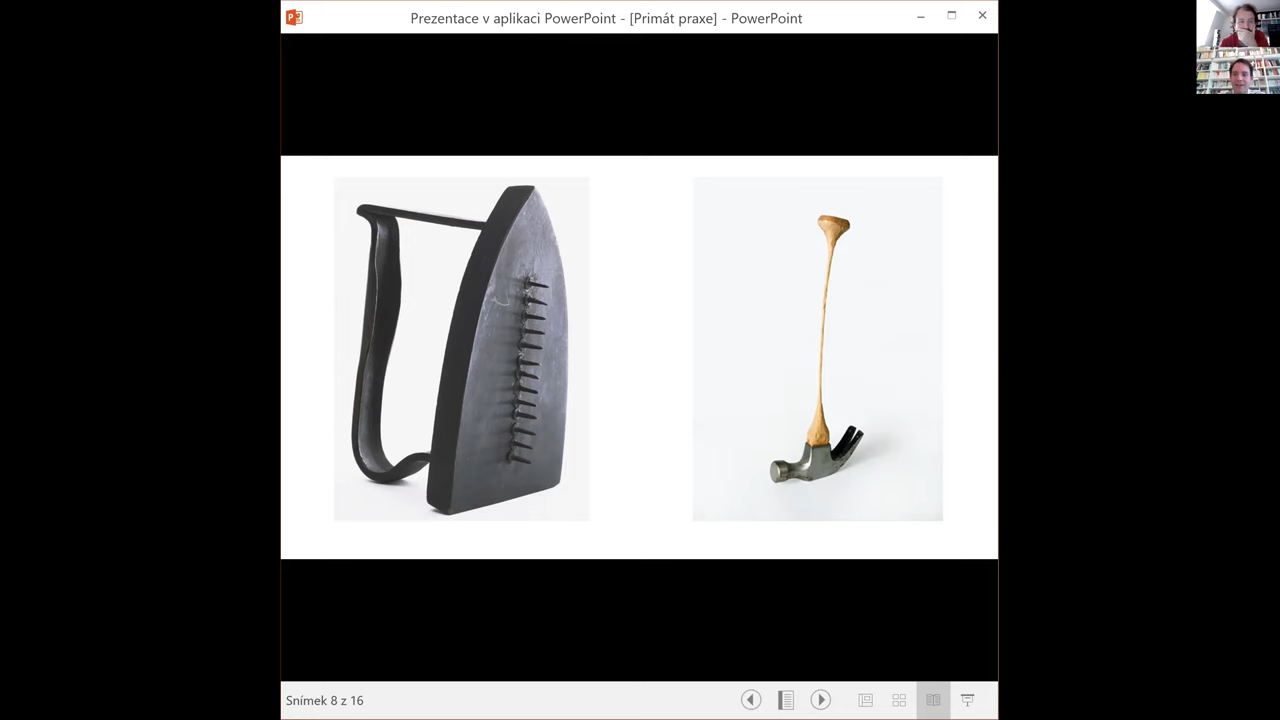 Prezentace v aplikaci PowerPoint - [Primát praxe] - PowerPoint
Snímek 8 z 16